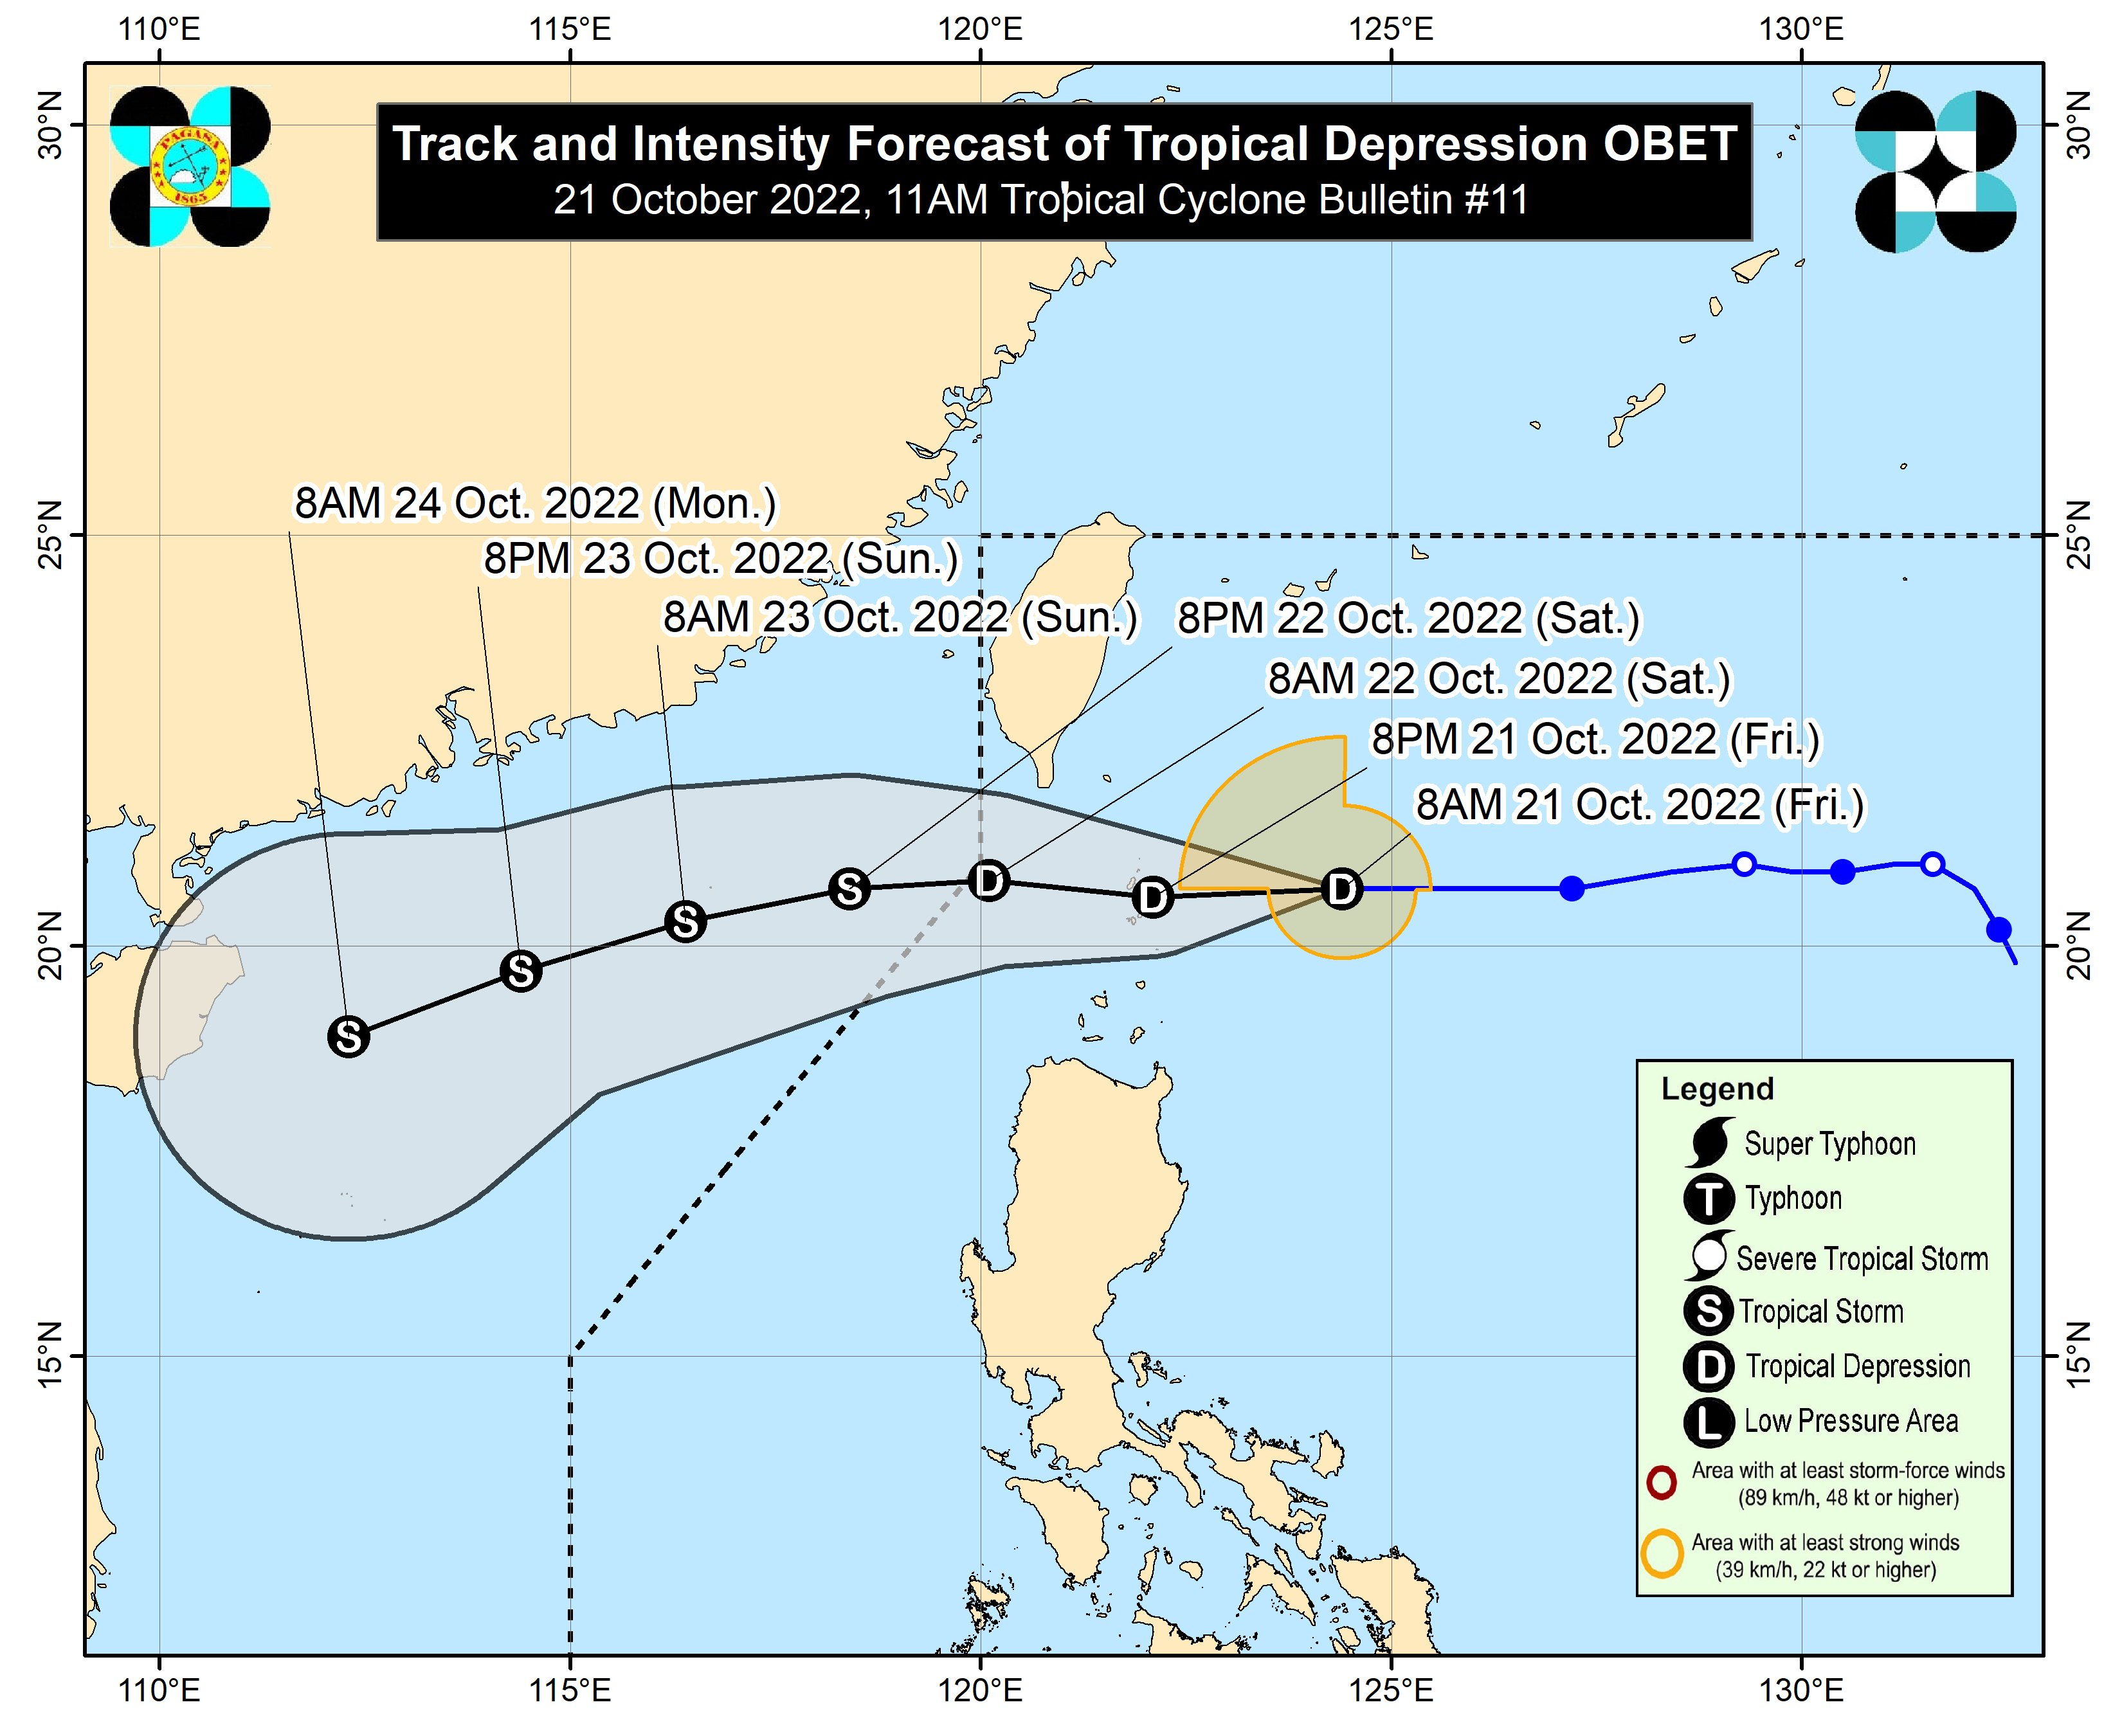 110°E 115°E 120°E 125°E 130°E
30°N 30°N
PAGASA
1865
Track and Intensity Forecast of Tropical Depression OBET
21 October 2022, 11AM Tropical Cyclone Bulletin #11
8AM 24 Oct. 2022 (Mon.)
25°N 25°N
8PM 23 Oct. 2022 (Sun.)
8AM 23 Oct. 2022 (Sun.)
8PM 22 Oct. 2022 (Sat.)
8AM 22 Oct. 2022 (Sat.)
8PM 21 Oct. 2022 (Fri.)
8AM 21 Oct. 2022 (Fri.)
S S S S D D D
20°N 20°N
15°N 15°N
Legend
Super Typhoon
T Typhoon
Severe Tropical Storm
S Tropical Storm
D Tropical Depression
L Low Pressure Area
Area with at least storm-force winds
(89 km/h, 48 kt or higher)
Area with at least strong winds
(39 km/h, 22 kt or higher)
110°E 115°E 120°E 125°E 130°E